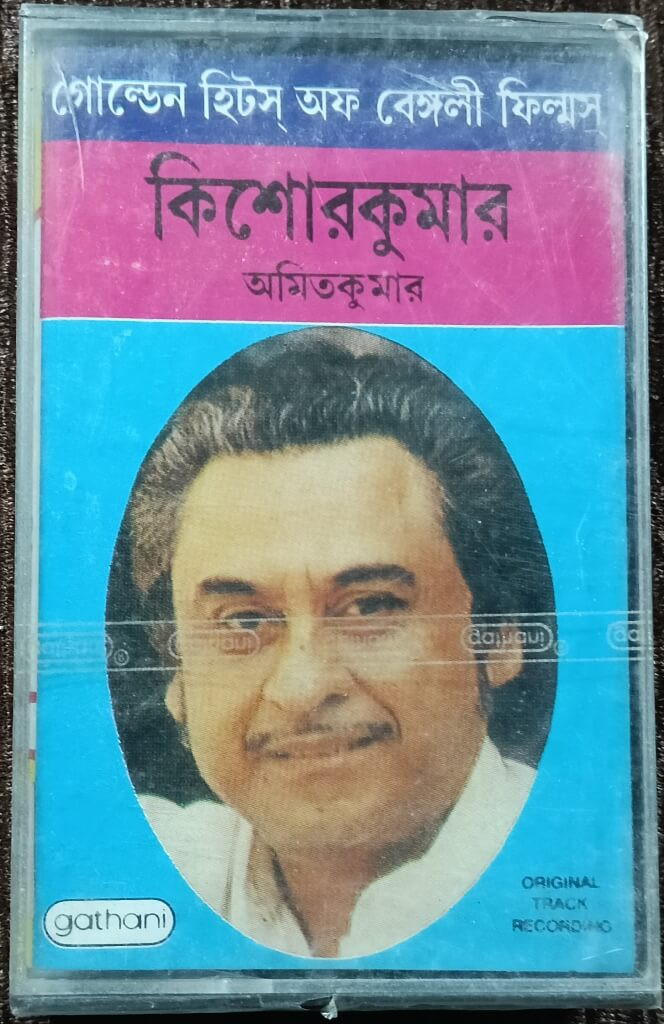 গোল্ডেন হিটস্ অফ বেঙ্গলী ফিল্মস্
কিশোরকুমার
অমিতকুমার
gathani
ORIGINAL
TRACK
RECORDING